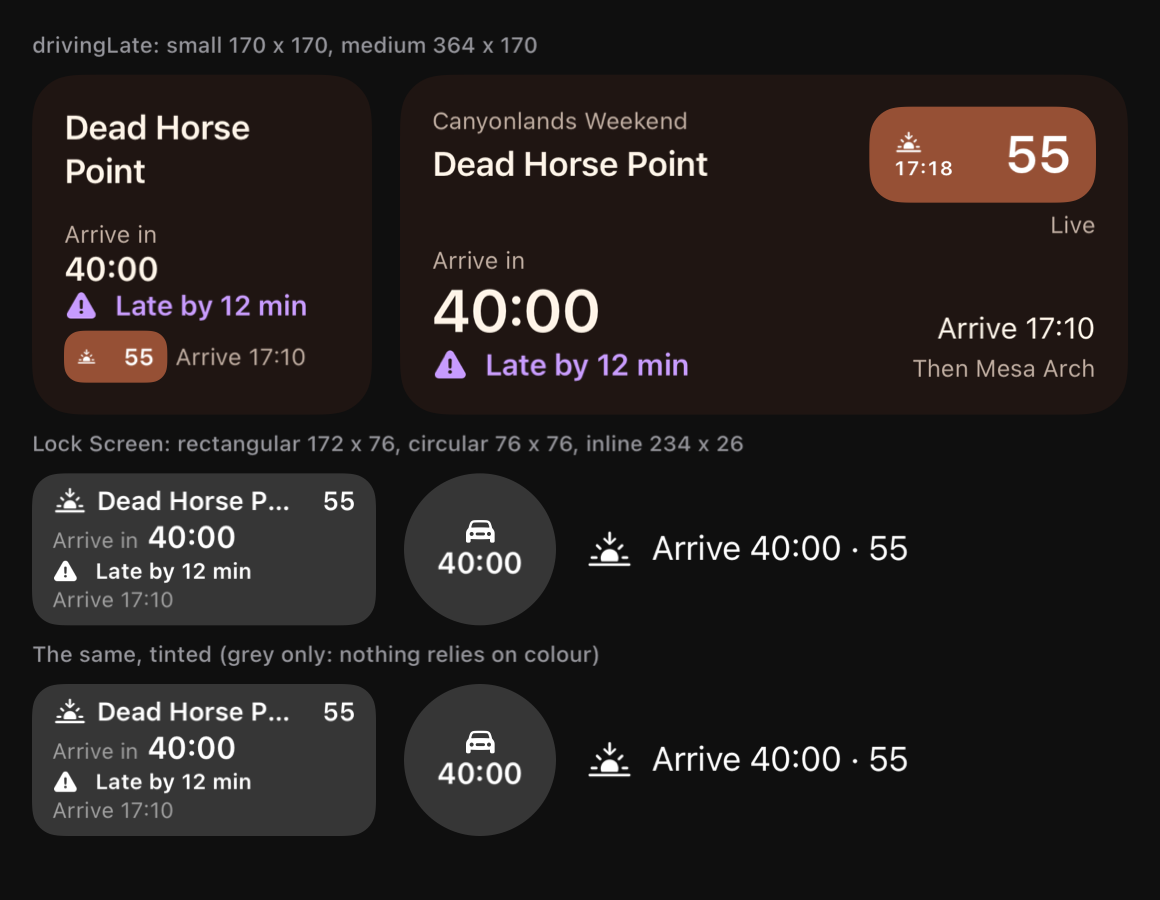 drivingLate: small 170 x 170, medium 364 x 170
Dead Horse
Point
Arrive in
40:00
Late by 12 min
55 Arrive 17:10
Canyonlands Weekend
Dead Horse Point
17:18 55
Live
Arrive in
40:00
Late by 12 min
Arrive 17:10
Then Mesa Arch
Lock Screen: rectangular 172 x 76, circular 76 x 76, inline 234 x 26
Dead Horse P... 55
Arrive in 40:00
Late by 12 min
Arrive 17:10
40:00
Arrive 40:00 · 55
The same, tinted (grey only: nothing relies on colour)
Dead Horse P... 55
Arrive in 40:00
Late by 12 min
Arrive 17:10
40:00
Arrive 40:00 · 55